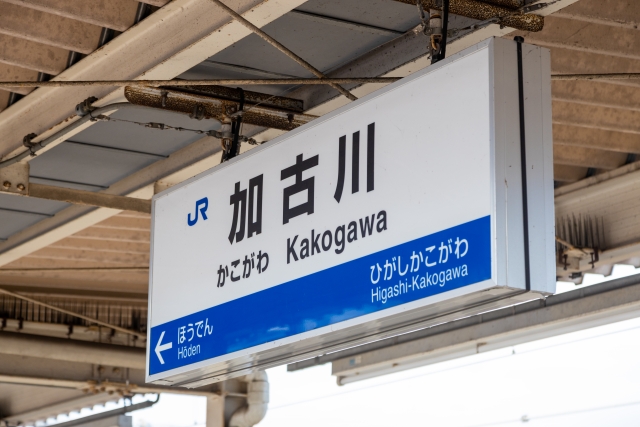 JR
加古川
かこがわ Kakogawa
ひがしかこがわ
Higashi-Kakogawa
← ほうでん
Hōden